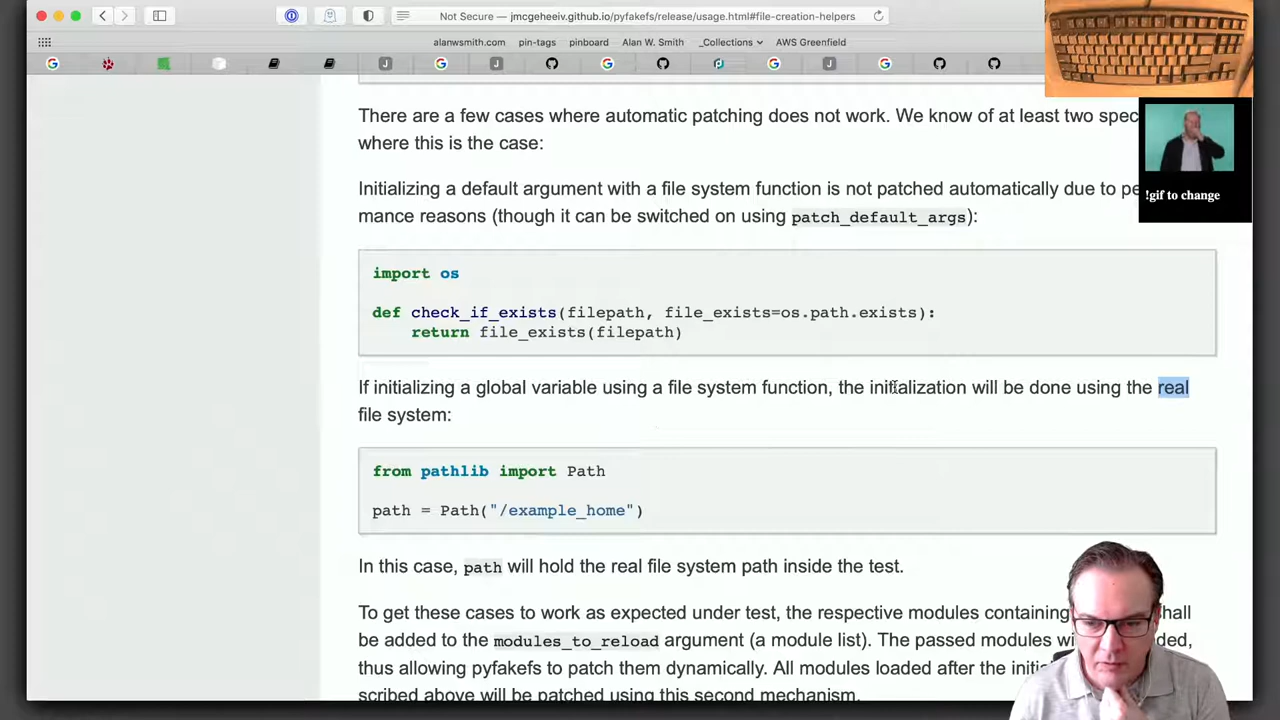 Not Secure — jmcgeheeiv.github.io/pyfakefs/release/usage.html#file-creation-helpers
alanwsmith.com pin-tags pinboard Alan W. Smith _Collections AWS Greenfield
There are a few cases where automatic patching does not work. We know of at least two spec
where this is the case:
!gif to change
Initializing a default argument with a file system function is not patched automatically due to pe
mance reasons (though it can be switched on using patch_default_args):
import os
def check_if_exists(filepath, file_exists=os.path.exists):
return file_exists(filepath)
If initializing a global variable using a file system function, the initialization will be done using the real
file system:
from pathlib import Path
path = Path("/example_home")
In this case, path will hold the real file system path inside the test.
To get these cases to work as expected under test, the respective modules containing hall
be added to the modules_to_reload argument (a module list). The passed modules wi ded,
thus allowing pyfakefs to patch them dynamically. All modules loaded after the initi
scribed above will be patched using this second mechanism.